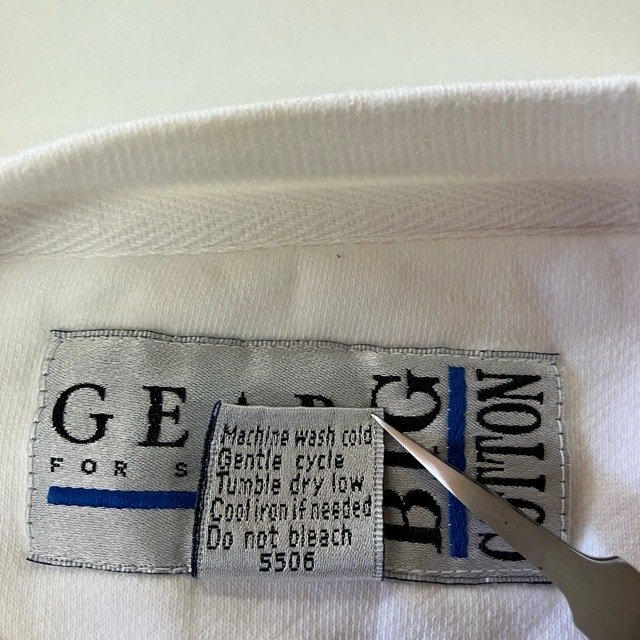 GEAR
FOR S
BIG
COTTON
Machine wash cold
Gentle cycle
Tumble dry low
Cool iron if needed
Do not bleach
5506